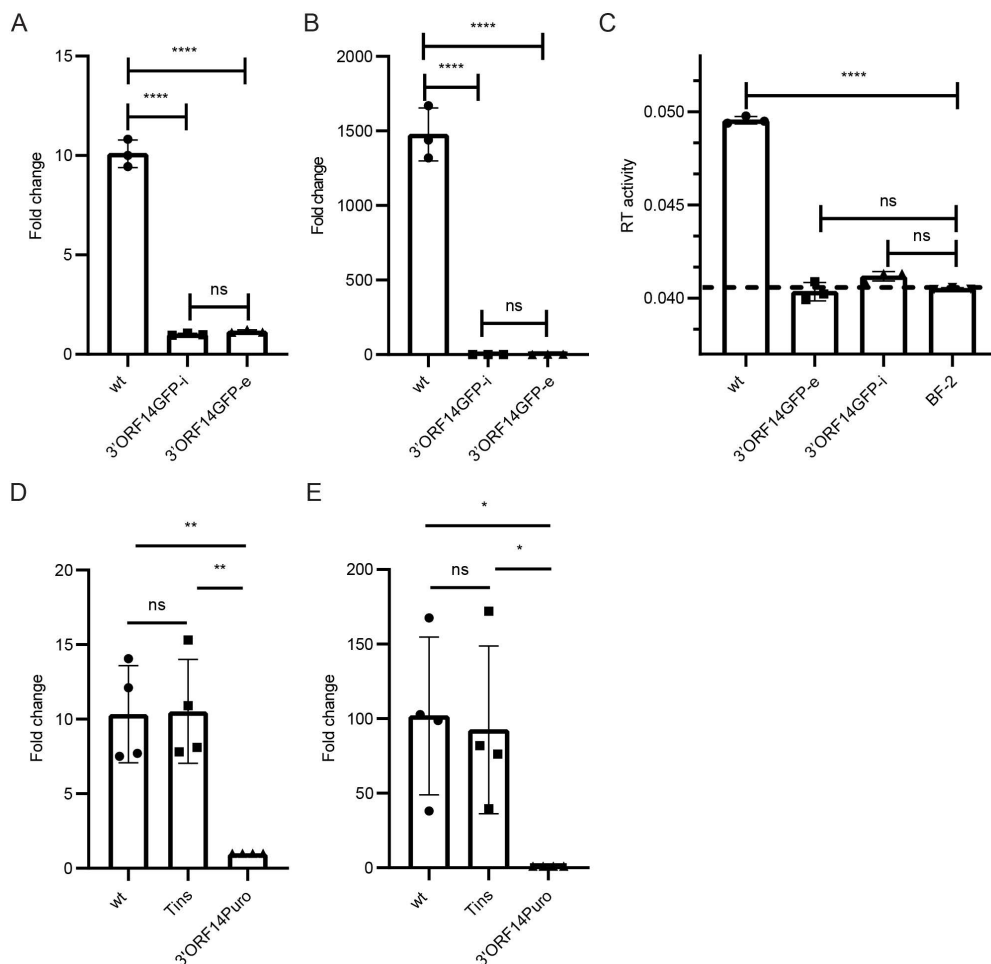 A
B
C
Fold change
15
10
5
0
****
****
ns
wt
3'ORF14GFP-i
3'ORF14GFP-e
Fold change
2000
1500
1000
500
0
****
****
ns
wt
3'ORF14GFP-i
3'ORF14GFP-e
RT activity
0.050
0.045
0.040
****
ns
ns
wt
3'ORF14GFP-e
3'ORF14GFP-i
BF-2
D
E
Fold change
20
15
10
5
0
**
**
ns
wt
Tins
3'ORF14Puro
Fold change
200
150
100
50
0
*
*
ns
wt
Tins
3'ORF14Puro